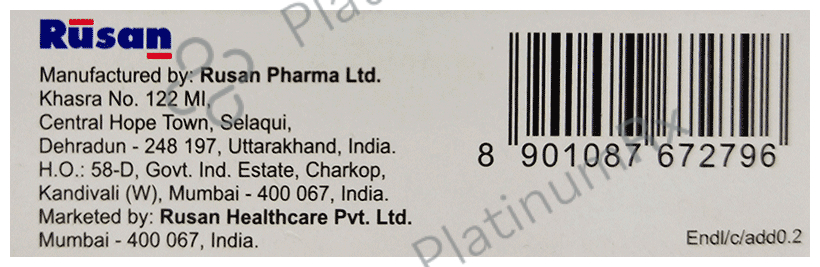 Rusan
Manufactured by: Rusan Pharma Ltd.
Khasra No. 122 MI,
Central Hope Town, Selaqui,
Dehradun - 248 197, Uttarakhand, India.
H.O.: 58-D, Govt. Ind. Estate, Charkop,
Kandivali (W), Mumbai - 400 067, India.
Marketed by: Rusan Healthcare Pvt. Ltd.
Mumbai - 400 067, India.
8 901087 672796
Endl/c/add0.2
PlatinumRx
Platinum